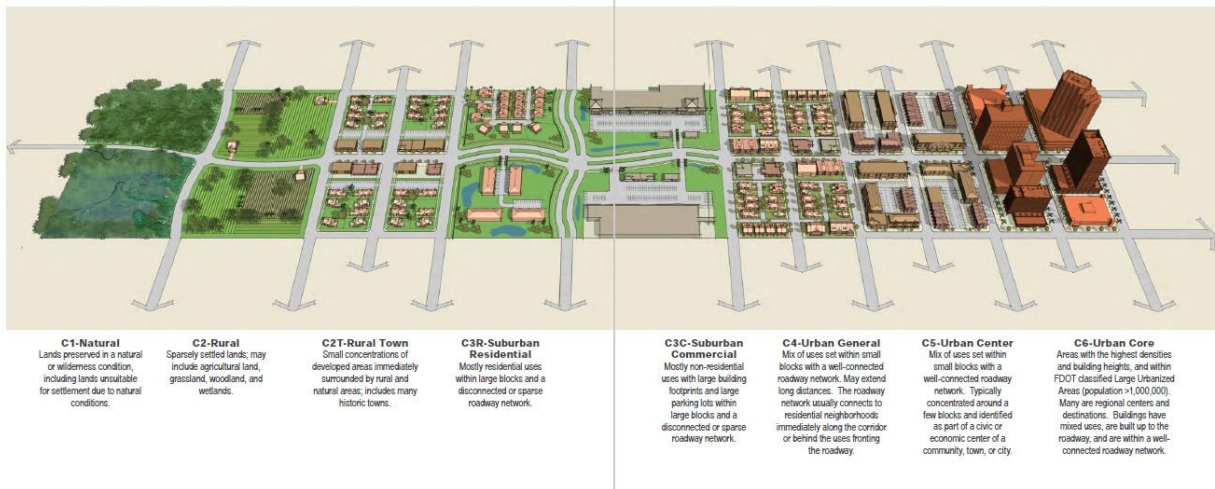 C1-Natural
Lands preserved in a natural
or wilderness condition,
including lands unsuitable
for settlement due to natural
conditions.
C2-Rural
Sparsely settled lands; may
include agricultural land,
grassland, woodland, and
wetlands.
C2T-Rural Town
Small concentrations of
developed areas immediately
surrounded by rural and
natural areas; includes many
historic towns.
C3R-Suburban
Residential
Mostly residential uses
within large blocks and a
disconnected or sparse
roadway network.
C3C-Suburban
Commercial
Mostly non-residential
uses with large building
footprints and large
parking lots within
large blocks and a
disconnected or sparse
roadway network.
C4-Urban General
Mix of uses set within small
blocks with a well-connected
roadway network. May extend
long distances. The roadway
network usually connects to
residential neighborhoods
immediately along the corridor
or behind the uses fronting
the roadway.
C5-Urban Center
Mix of uses set within
small blocks with a
well-connected roadway
network. Typically
concentrated around a
few blocks and identified
as part of a civic or
economic center of a
community, town, or city.
C6-Urban Core
Areas with the highest densities
and building heights, and within
FDOT classified Large Urbanized
Areas (population >1,000,000).
Many are regional centers and
destinations. Buildings have
mixed uses, are built up to the
roadway, and are within a well-
connected roadway network.